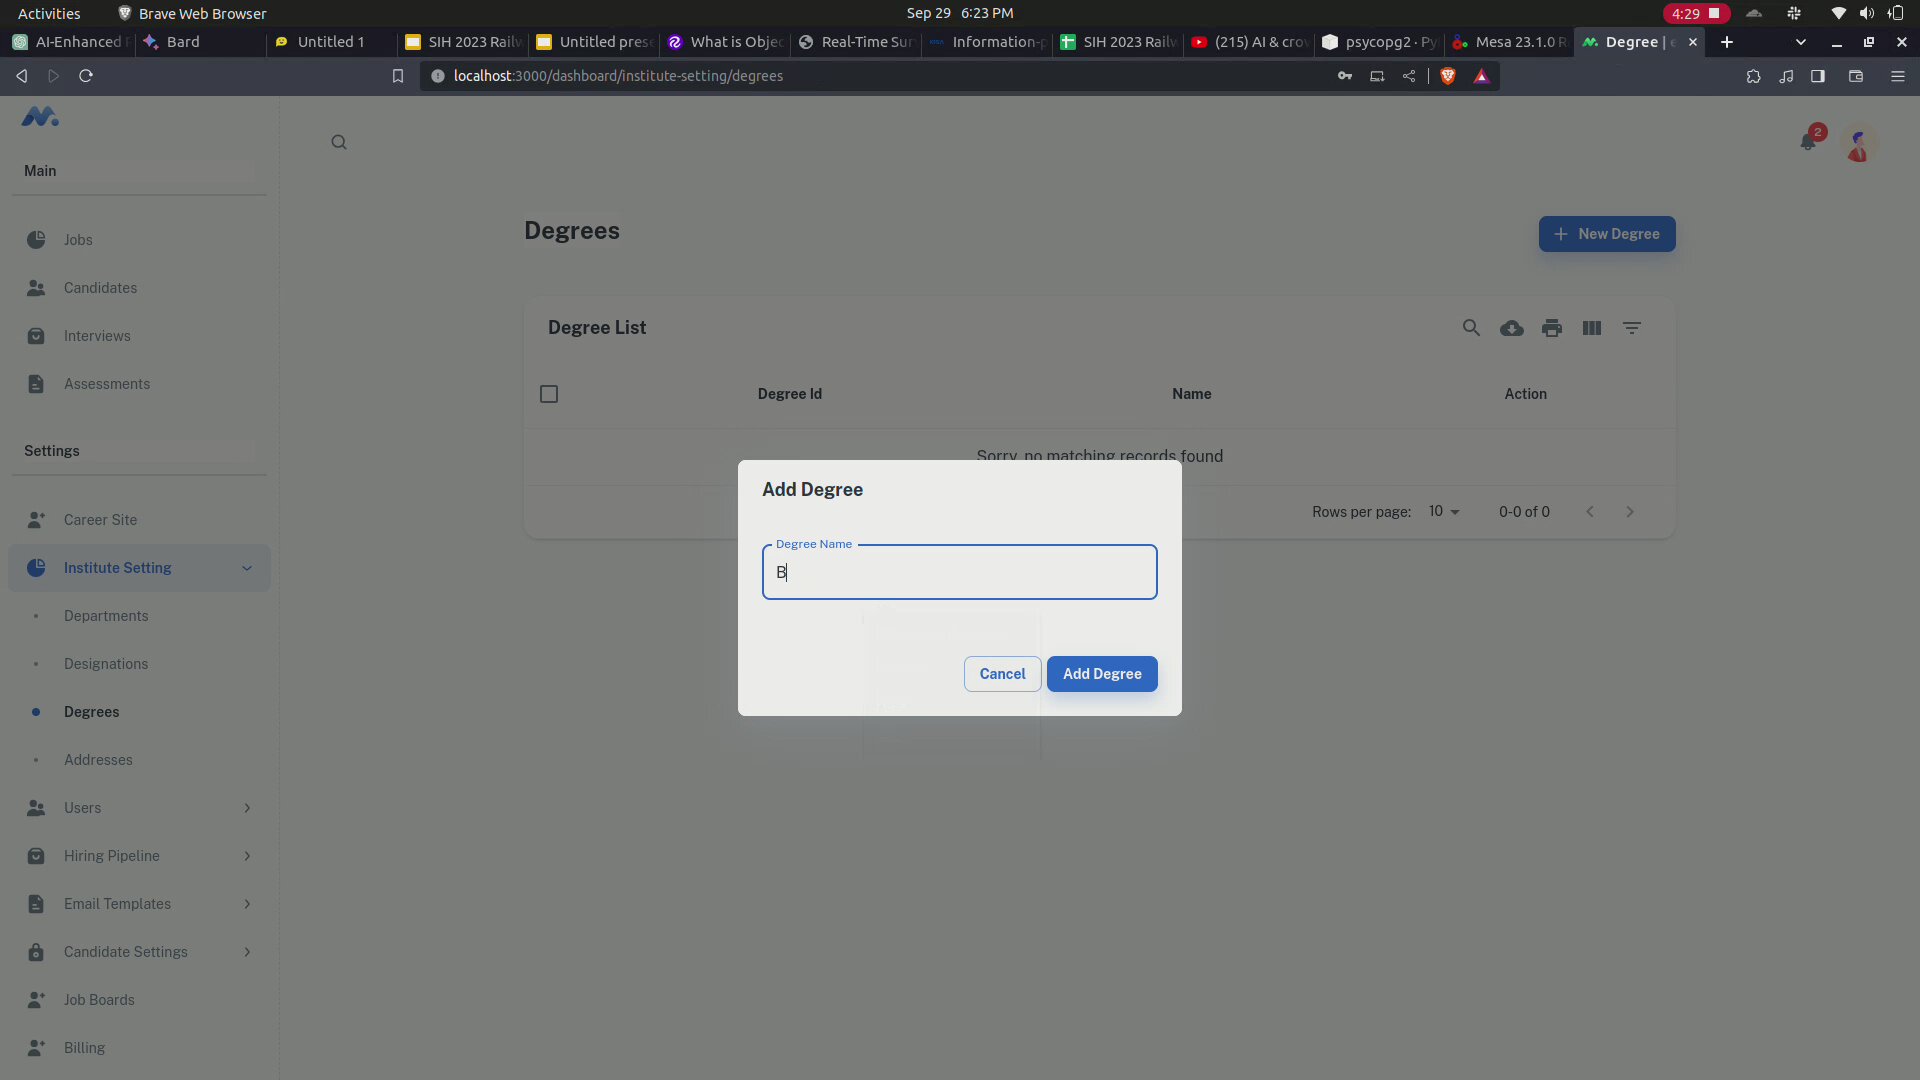 Activities
Brave Web Browser
Sep 29 6:23 PM
4:29
AI-Enhanced
Bard
Untitled 1
SIH 2023 Railw
Untitled prese
What is Objec
Real-Time Sur
Information-p
SIH 2023 Railw
(215) AI & crow
psycopg2 · Py
Mesa 23.1.0 R
Degree |
localhost:3000/dashboard/institute-setting/degrees
Main
Jobs
Candidates
Interviews
Assessments
Settings
Career Site
Institute Setting
Departments
Designations
Degrees
Addresses
Users
Hiring Pipeline
Email Templates
Candidate Settings
Job Boards
Billing
2
Degrees
+ New Degree
Degree List
Degree Id
Name
Action
Sorry, no matching records found
Rows per page: 10
0-0 of 0
Add Degree
Degree Name
B
Cancel
Add Degree